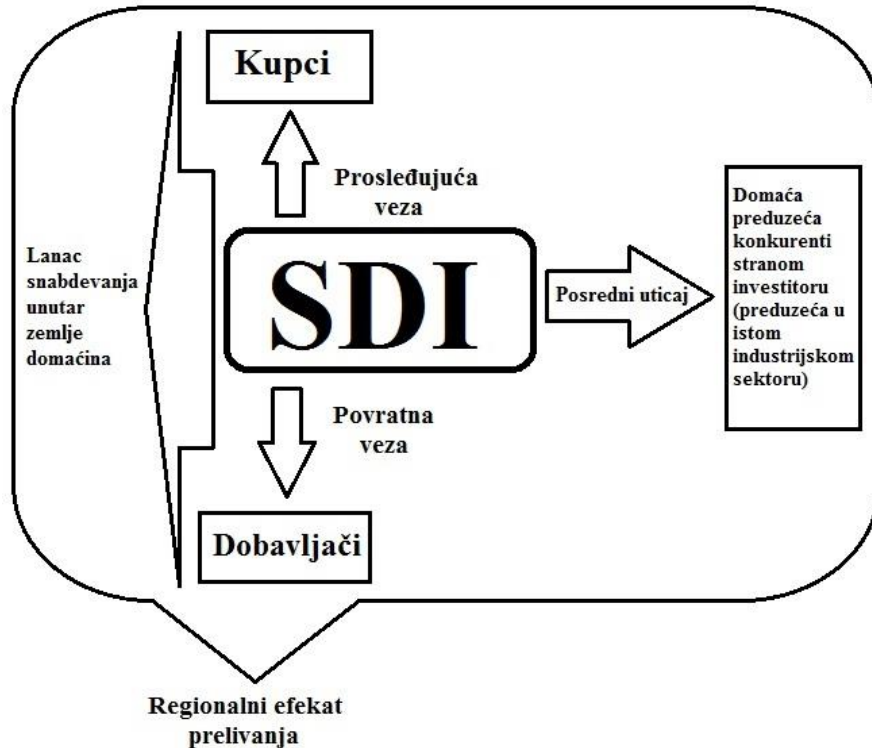 Kupci
Prosleđujuća
veza
Lanac
snabdevanja
unutar
zemlje
domaćina
SDI
Posredni uticaj
Domaća
preduzeća
konkurenti
stranom
investitoru
(preduzeća u
istom
industrijskom
sektoru)
Povratna
veza
Dobavljači
Regionalni efekat
prelivanja